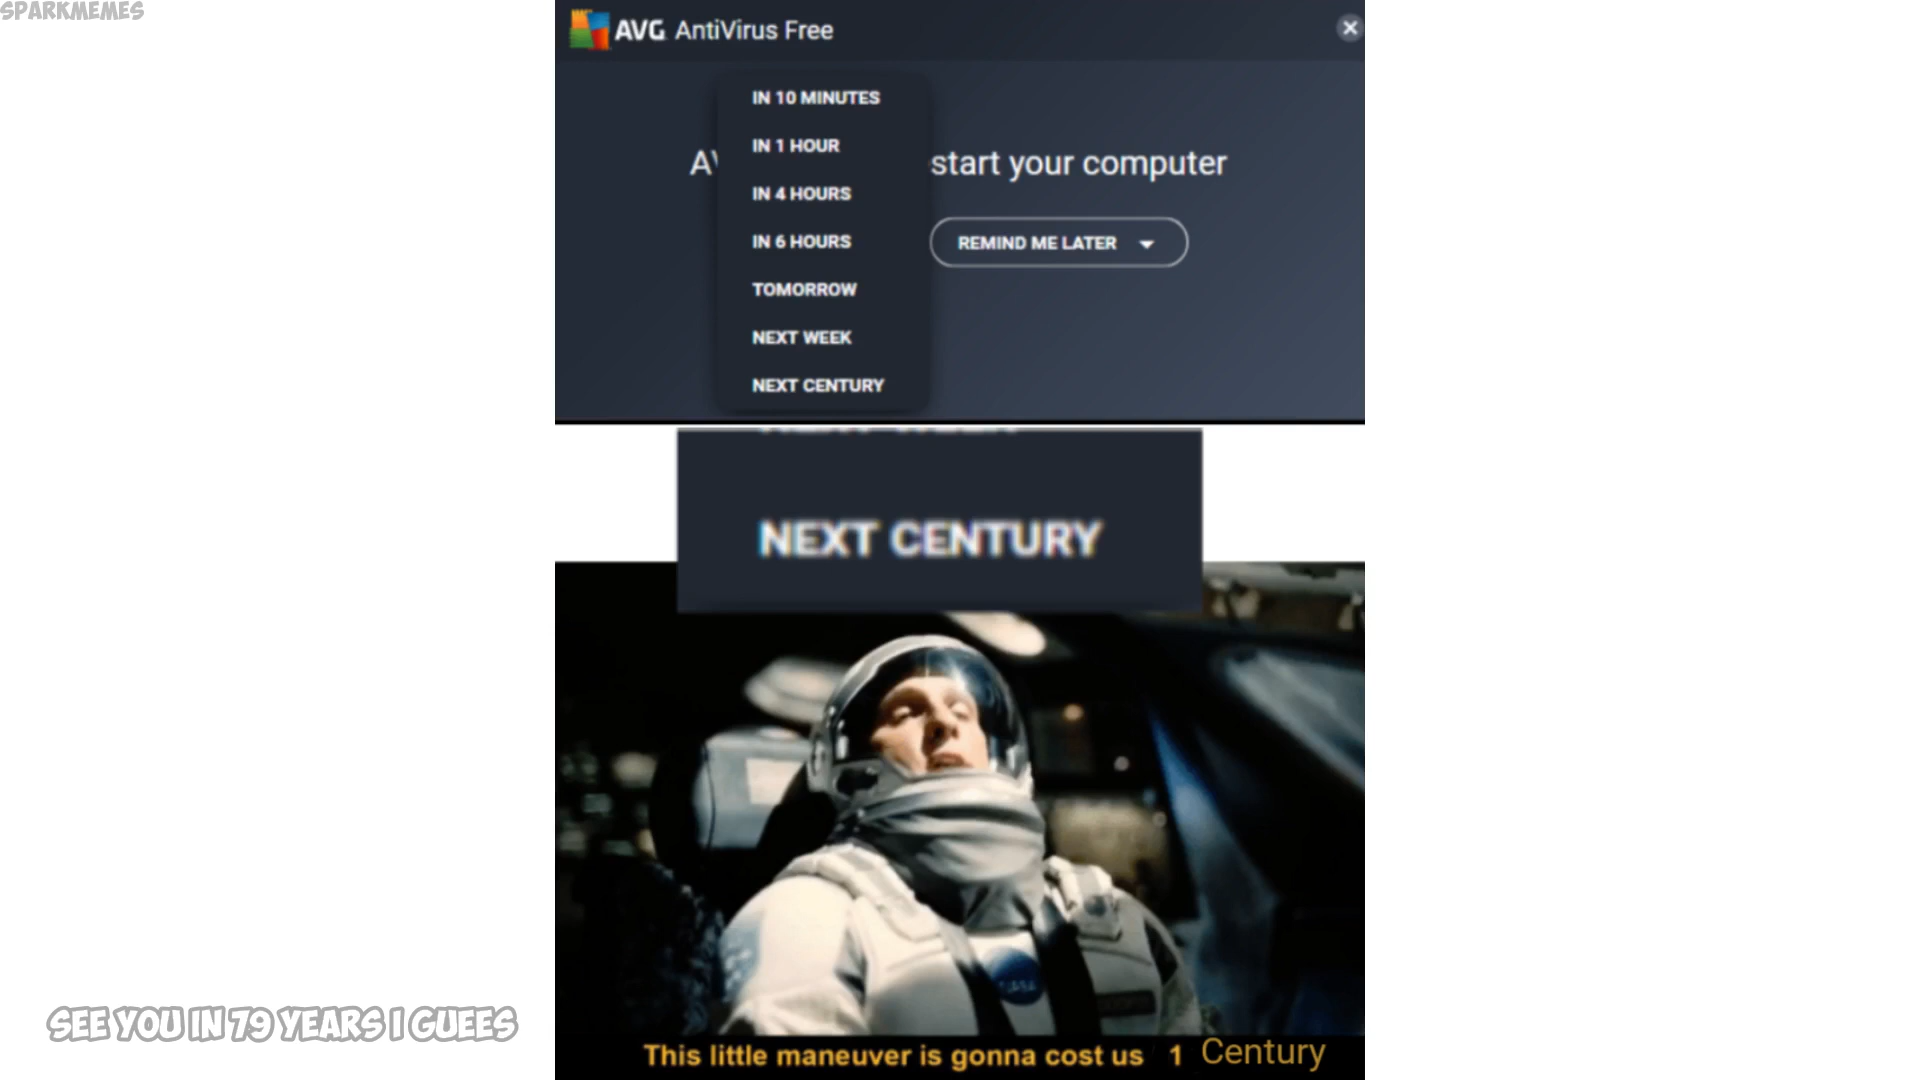 SPARKMEMES
AVG AntiVirus Free
IN 10 MINUTES
IN 1 HOUR
IN 4 HOURS
IN 6 HOURS
TOMORROW
NEXT WEEK
NEXT CENTURY
start your computer
REMIND ME LATER
NEXT CENTURY
NASA
SEE YOU IN 79 YEARS I GUEES
This little maneuver is gonna cost us 1 Century